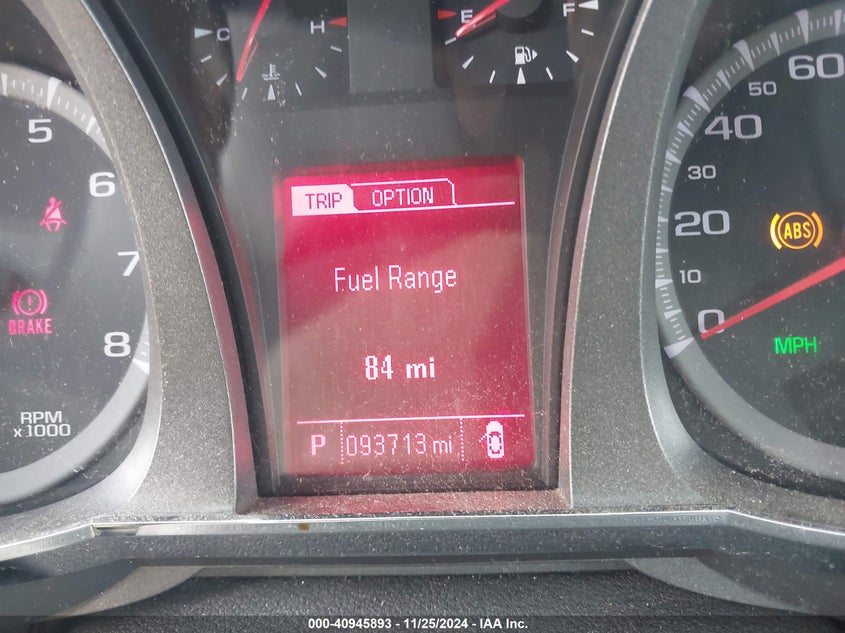 C H E F
5 6 7 8
RPM
x1000
BRAKE
TRIP OPTION
Fuel Range
84 mi
P 093713 mi
60
50
40
30
20
10
0
ABS
MPH
000-40945893 - 11/25/2024 - IAA Inc.